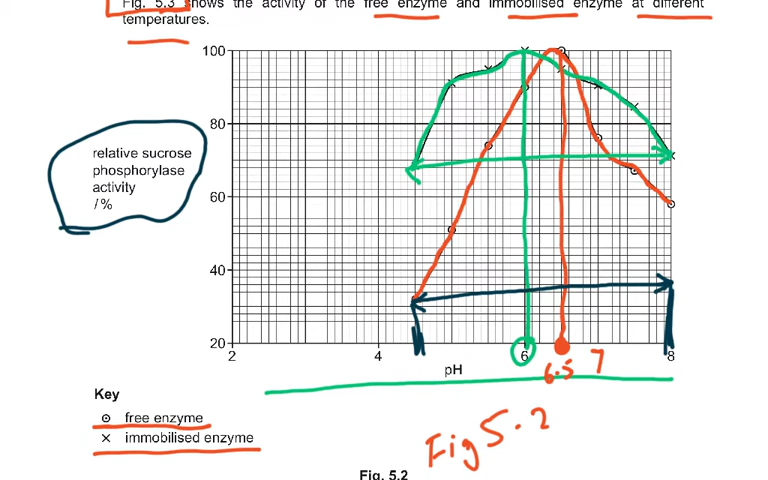 Fig. 5.3 shows the activity of the free enzyme and immobilised enzyme at different
temperatures.
100
80
60
40
20
relative sucrose
phosphorylase
activity
/ %
2
4
6
8
pH
6.5
7
Key
free enzyme
immobilised enzyme
Fig 5.2
Fig. 5.2